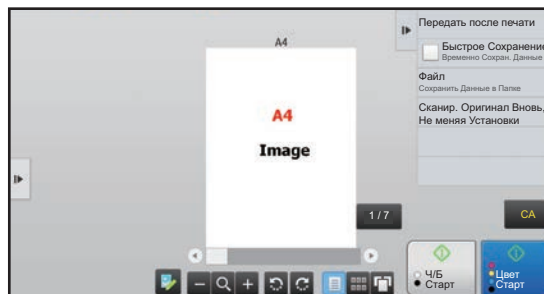 A4
A4
Image
1 / 7
Передать после печати
Быстрое Сохранение
Временно Сохран. Данные
Файл
Сохранить Данные в Папке
Сканир. Оригинал Вновь,
Не меняя Установки
CA
Ч/Б
Старт
Цвет
Старт